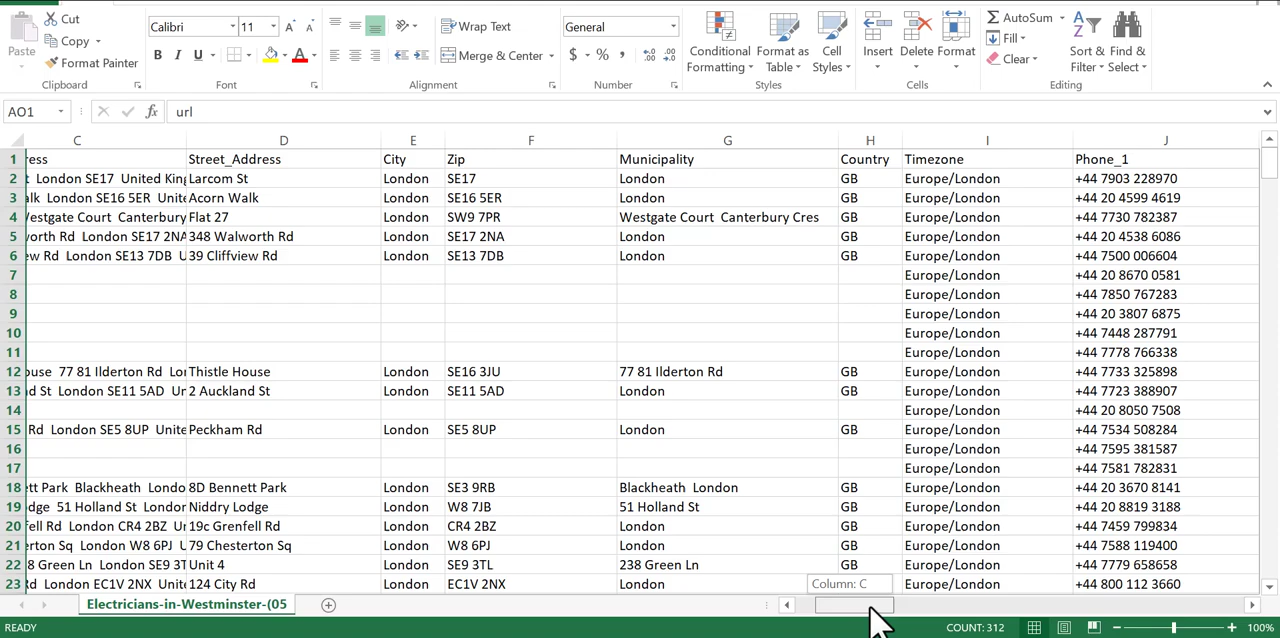 Cut
Copy
Format Painter
Paste
Clipboard
Calibri 11
B I U
Font
Wrap Text
Merge & Center
Alignment
General
$ % ,
Number
Conditional Formatting
Format as Table
Cell Styles
Styles
Insert
Delete
Format
Cells
AutoSum
Fill
Clear
Sort & Filter
Find & Select
Editing
AO1 fx url
C D E F G H I J
1 ress Street_Address City Zip Municipality Country Timezone Phone_1
2 t London SE17 United King Larcom St London SE17 London GB Europe/London +44 7903 228970
3 alk London SE16 5ER Unite Acorn Walk London SE16 5ER London GB Europe/London +44 20 4599 4619
4 Westgate Court Canterbury Flat 27 London SW9 7PR Westgate Court Canterbury Cres GB Europe/London +44 7730 782387
5 vorth Rd London SE17 2NA 348 Walworth Rd London SE17 2NA London GB Europe/London +44 20 4538 6086
6 ew Rd London SE13 7DB U 39 Cliffview Rd London SE13 7DB London GB Europe/London +44 7500 006604
7 Europe/London +44 20 8670 0581
8 Europe/London +44 7850 767283
9 Europe/London +44 20 3807 6875
10 Europe/London +44 7448 287791
11 Europe/London +44 7778 766338
12 ouse 77 81 Ilderton Rd Lon Thistle House London SE16 3JU 77 81 Ilderton Rd GB Europe/London +44 7733 325898
13 nd St London SE11 5AD Un 2 Auckland St London SE11 5AD London GB Europe/London +44 7723 388907
14 Europe/London +44 20 8050 7508
15 Rd London SE5 8UP Unite Peckham Rd London SE5 8UP London GB Europe/London +44 7534 508284
16 Europe/London +44 7595 381587
17 Europe/London +44 7581 782831
18 ett Park Blackheath Londo 8D Bennett Park London SE3 9RB Blackheath London GB Europe/London +44 20 3670 8141
19 odge 51 Holland St London Niddry Lodge London W8 7JB 51 Holland St GB Europe/London +44 20 8819 3188
20 fell Rd London CR4 2BZ Un 19c Grenfell Rd London CR4 2BZ London GB Europe/London +44 7459 799834
21 erton Sq London W8 6PJ U 79 Chesterton Sq London W8 6PJ London GB Europe/London +44 7588 119400
22 8 Green Ln London SE9 3T Unit 4 London SE9 3TL 238 Green Ln GB Europe/London +44 7779 658658
23 Rd London EC1V 2NX Unite 124 City Rd London EC1V 2NX London Europe/London +44 800 112 3660
Column: C
Electricians-in-Westminster-(05
READY COUNT: 312 100%